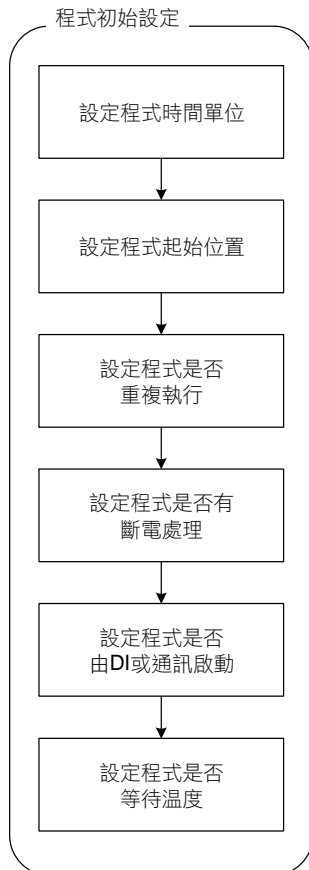 程式初始設定
設定程式時間單位
設定程式起始位置
設定程式是否
重複執行
設定程式是否有
斷電處理
設定程式是否
由DI或通訊啟動
設定程式是否
等待温度